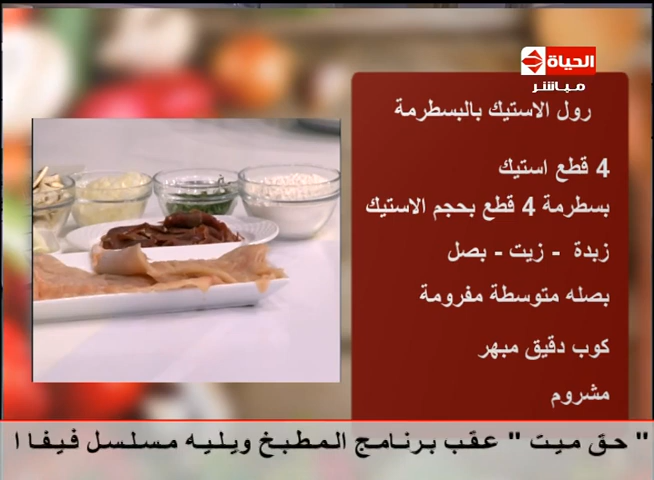 الحياة
مباشر
رول الاستيك بالبسطرمة
4 قطع استيك
بسطرمة 4 قطع بحجم الاستيك
زبدة - زيت - بصل
بصله متوسطة مفرومة
كوب دقيق مبهر
مشروم
" حق ميت " عقب برنامج المطبخ ويليه مسلسل فيفا ا